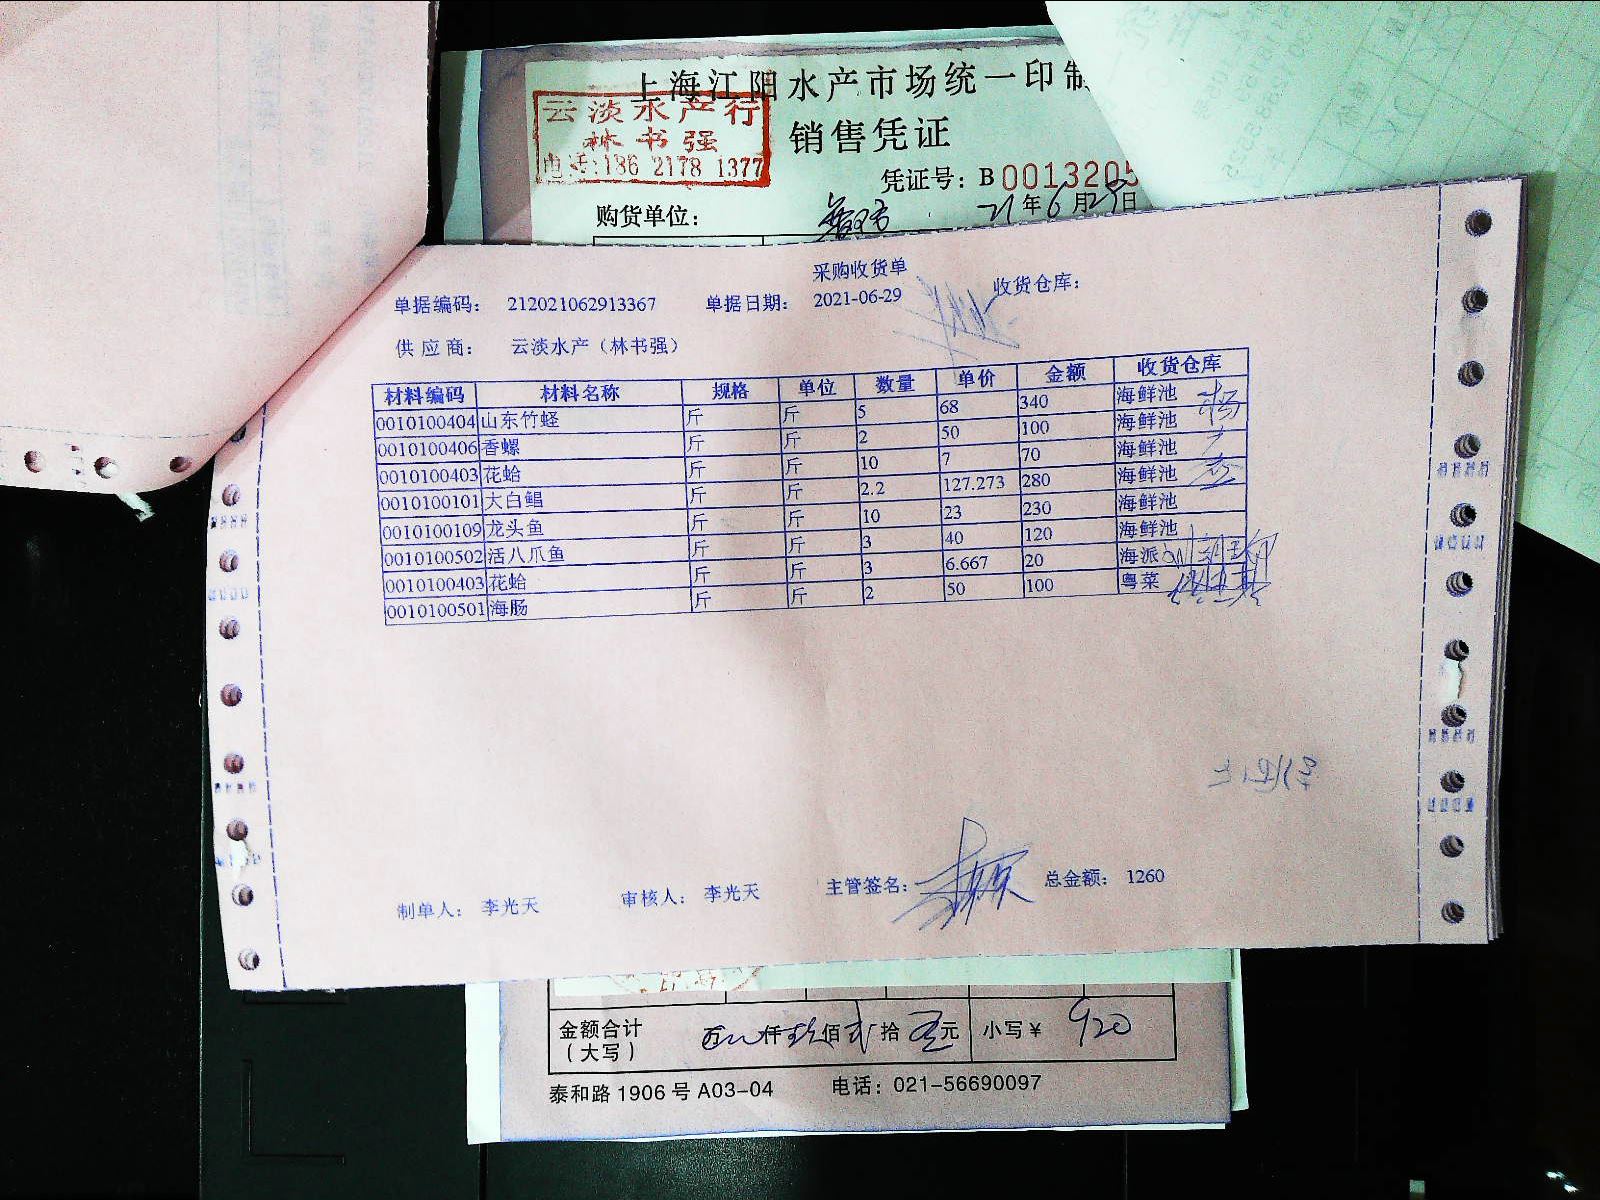 上海江阳水产市场统一印制
云淡水产行
林书强
电话:186 2178 1377
销售凭证
凭证号: B 0013205
购货单位:
21年6月29日
采购收货单
单据编码: 212021062913367 单据日期: 2021-06-29 收货仓库:
供应商: 云淡水产（林书强）
材料编码 材料名称 规格 单位 数量 单价 金额 收货仓库
0010100404 山东竹蛏 斤 斤 5 68 340 海鲜池
0010100406 香螺 斤 斤 2 50 100 海鲜池
0010100403 花蛤 斤 斤 10 7 70 海鲜池
0010100101 大白鲳 斤 斤 2.2 127.273 280 海鲜池
0010100109 龙头鱼 斤 斤 10 23 230 海鲜池
0010100502 活八爪鱼 斤 斤 3 40 120 海鲜池
0010100403 花蛤 斤 斤 3 6.667 20 海派
0010100501 海肠 斤 斤 2 50 100 粤菜
制单人: 李光天 审核人: 李光天 主管签名: 总金额: 1260
金额合计（大写） 万 仟 佰 拾 元 小写￥ 920
泰和路1906号A03-04 电话: 021-56690097